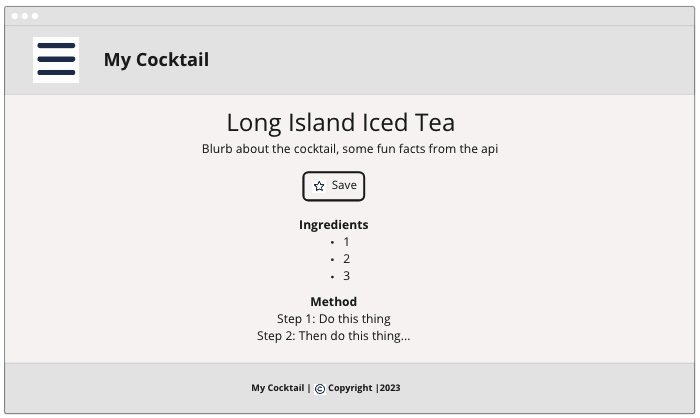 My Cocktail
Long Island Iced Tea
Blurb about the cocktail, some fun facts from the api
Save
Ingredients
• 1
• 2
• 3
Method
Step 1: Do this thing
Step 2: Then do this thing...
My Cocktail | © Copyright |2023